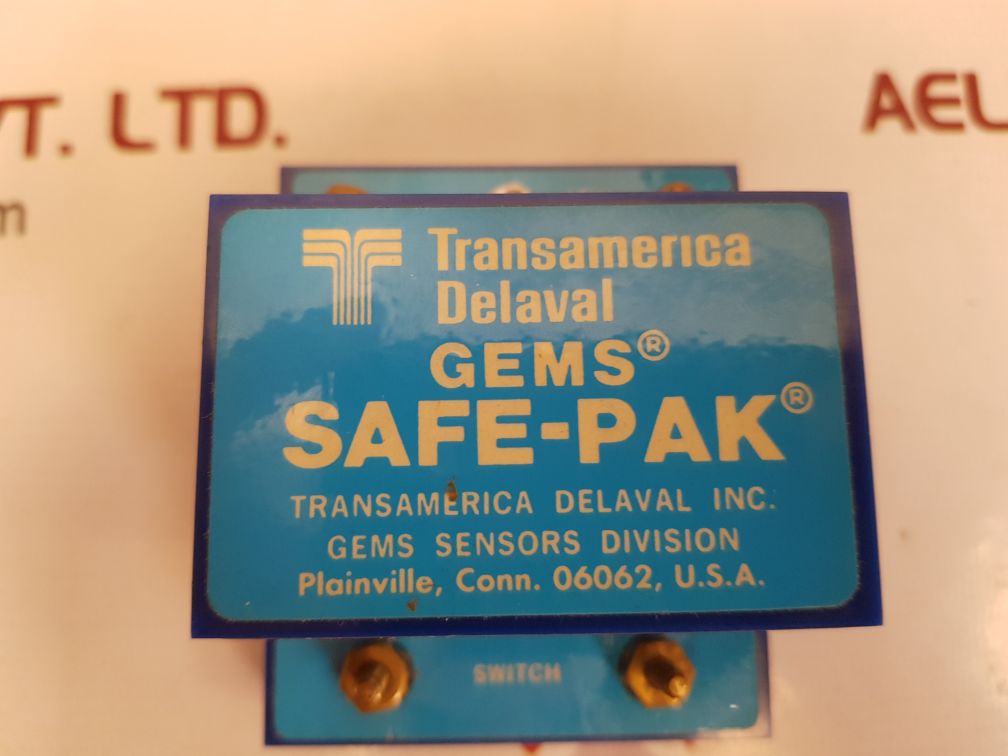 VT. LTD.
AEL
m
Transamerica
Delaval
GEMS®
SAFE-PAK®
TRANSAMERICA DELAVAL INC.
GEMS SENSORS DIVISION
Plainville, Conn. 06062, U.S.A.
SWITCH